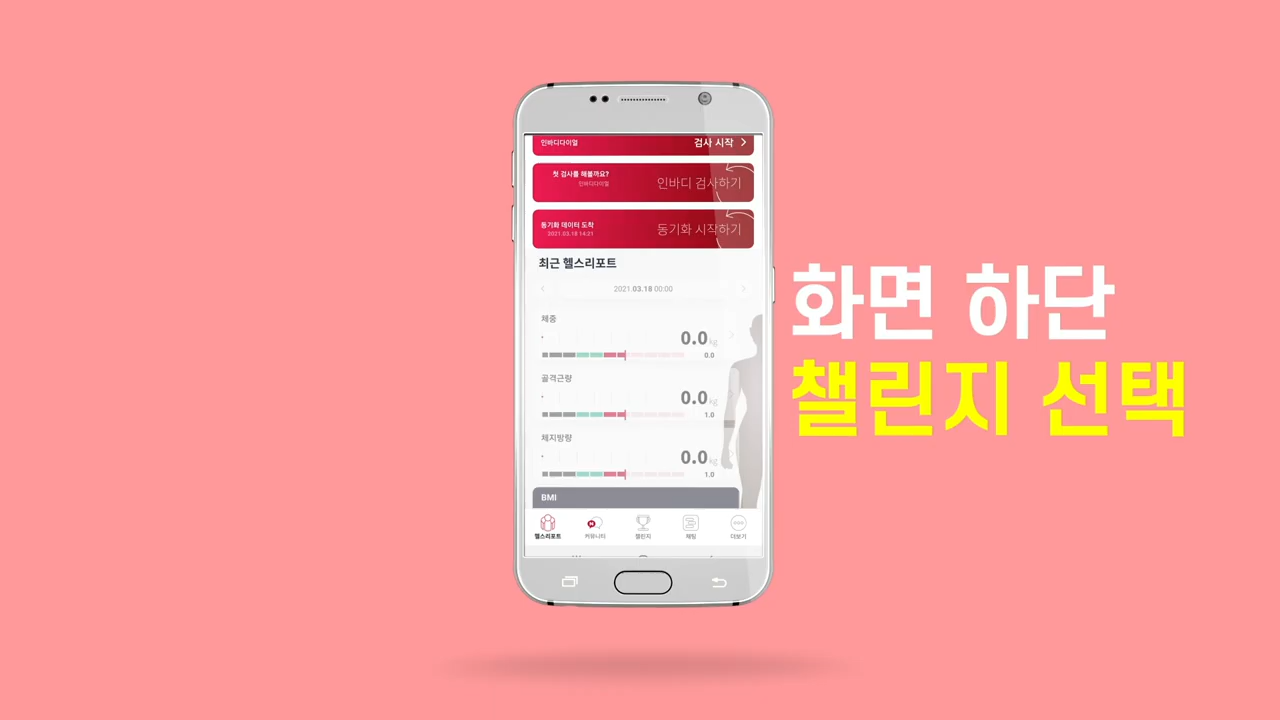 인바디다이얼
검사 시작
첫 검사를 해볼까요?
인바디다이얼
인바디 검사하기
동기화 데이터 도착
2021.03.18 14:21
동기화 시작하기
최근 헬스리포트
2021.03.18 00:00
체중
0.0 kg
0.0
골격근량
0.0 kg
1.0
체지방량
0.0 kg
1.0
BMI
헬스리포트
커뮤니티
챌린지
채팅
더보기
화면 하단
챌린지 선택